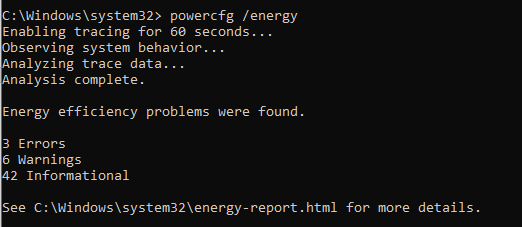 C:\Windows\system32> powercfg /energy
Enabling tracing for 60 seconds...
Observing system behavior...
Analyzing trace data...
Analysis complete.
Energy efficiency problems were found.
3 Errors
6 Warnings
42 Informational
See C:\Windows\system32\energy-report.html for more details.